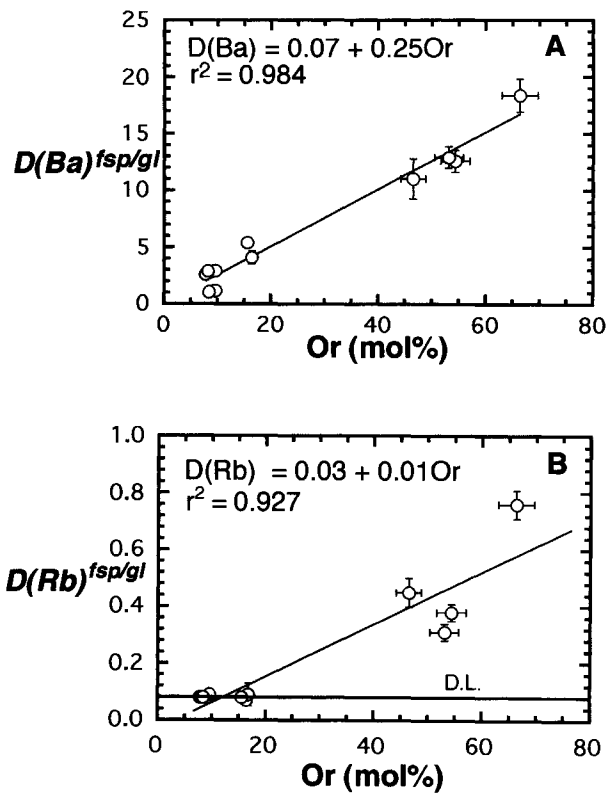 25
20
15
10
5
0
D(Ba)fsp/gl
D(Ba) = 0.07 + 0.25Or
r2 = 0.984
A
0 20 40 60 80
Or (mol%)
1.0
0.8
0.6
0.4
0.2
0.0
D(Rb)fsp/gl
D(Rb) = 0.03 + 0.01Or
r2 = 0.927
B
D.L.
0 20 40 60 80
Or (mol%)